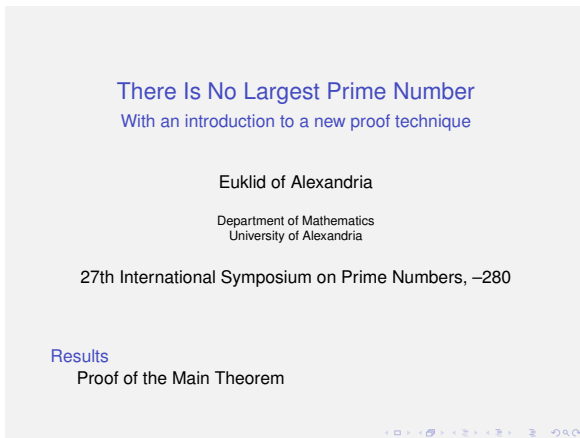 There Is No Largest Prime Number
With an introduction to a new proof technique
Euklid of Alexandria
Department of Mathematics
University of Alexandria
27th International Symposium on Prime Numbers, –280
Results
Proof of the Main Theorem